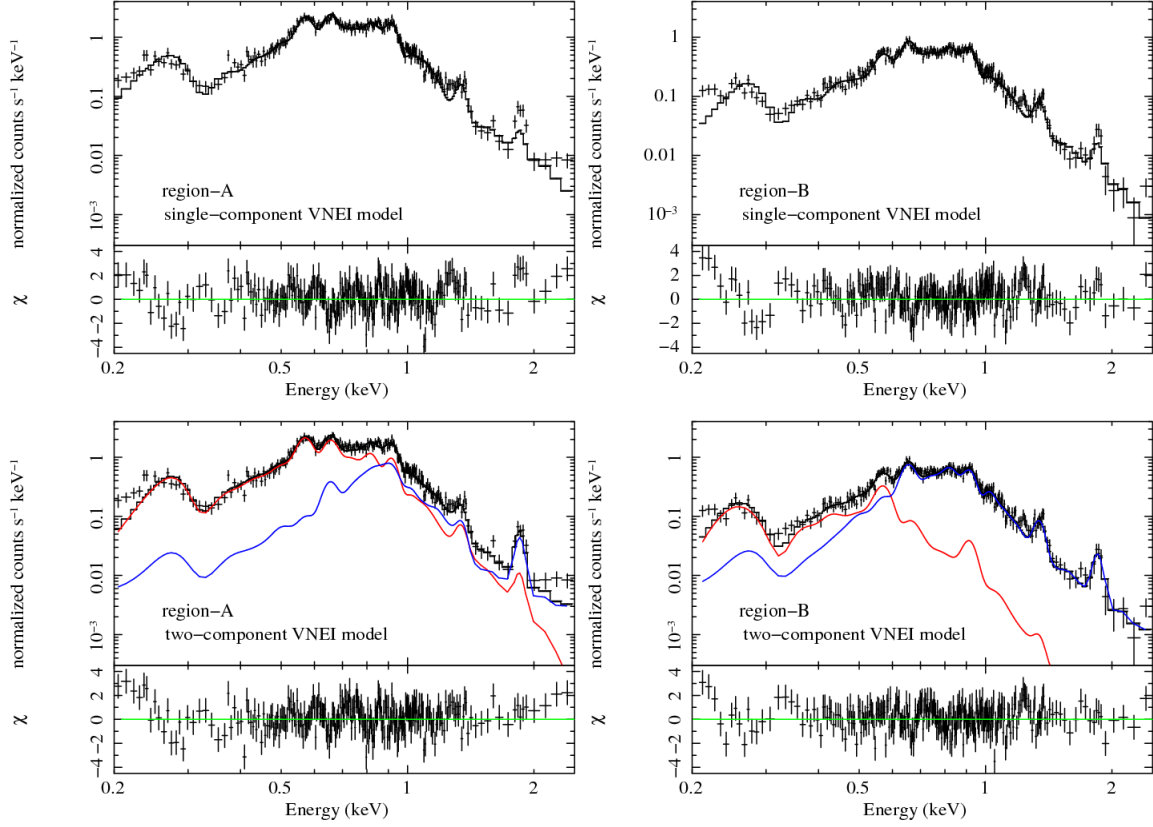 normalized counts s⁻¹ keV⁻¹
1
0.1
0.01
10⁻³
region−A
single−component VNEI model
χ
4
2
0
−2
−4
0.2
0.5
1
2
Energy (keV)
normalized counts s⁻¹ keV⁻¹
1
0.1
0.01
10⁻³
region−B
single−component VNEI model
χ
4
2
0
−2
−4
0.2
0.5
1
2
Energy (keV)
normalized counts s⁻¹ keV⁻¹
1
0.1
0.01
10⁻³
region−A
two−component VNEI model
χ
4
2
0
−2
−4
0.2
0.5
1
2
Energy (keV)
normalized counts s⁻¹ keV⁻¹
1
0.1
0.01
10⁻³
region−B
two−component VNEI model
χ
4
2
0
−2
−4
0.2
0.5
1
2
Energy (keV)